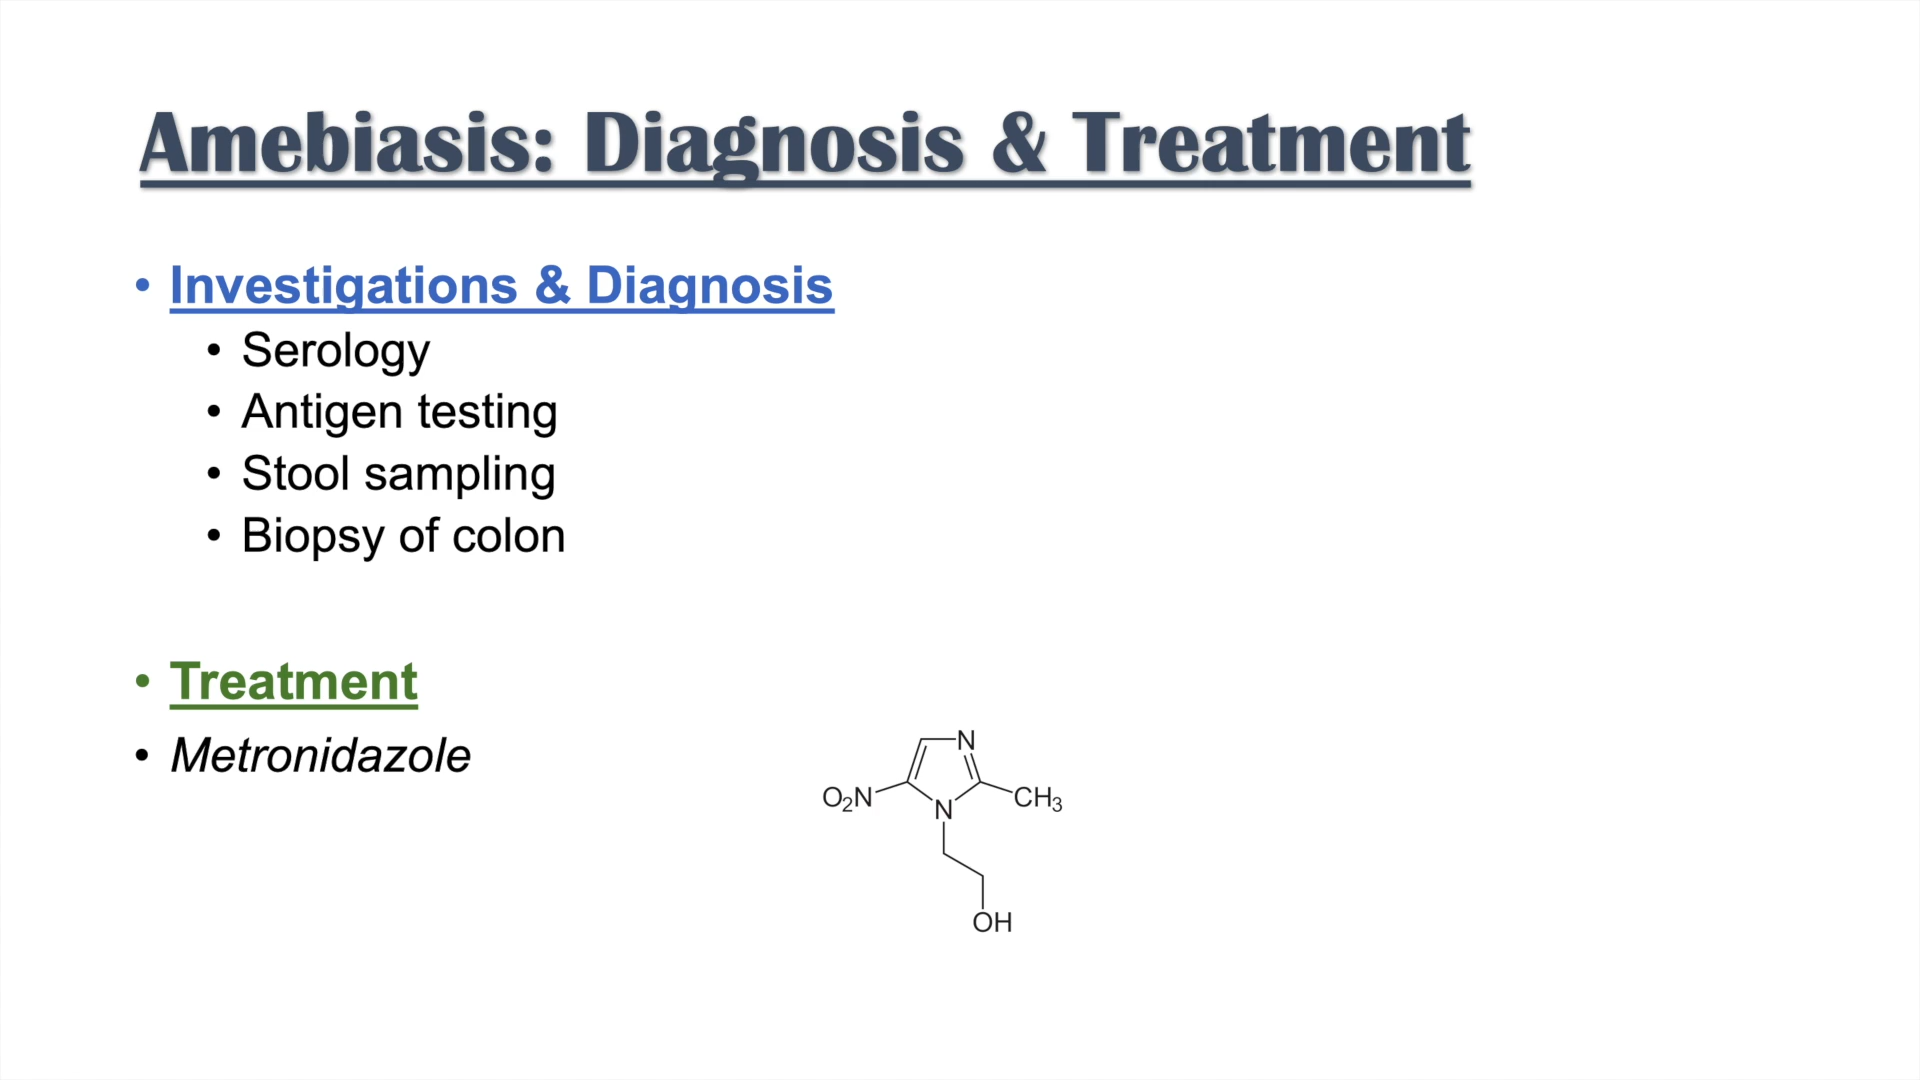 Amebiasis: Diagnosis & Treatment
• Investigations & Diagnosis
• Serology
• Antigen testing
• Stool sampling
• Biopsy of colon
• Treatment
• Metronidazole
N
O₂N
N
CH₃
OH